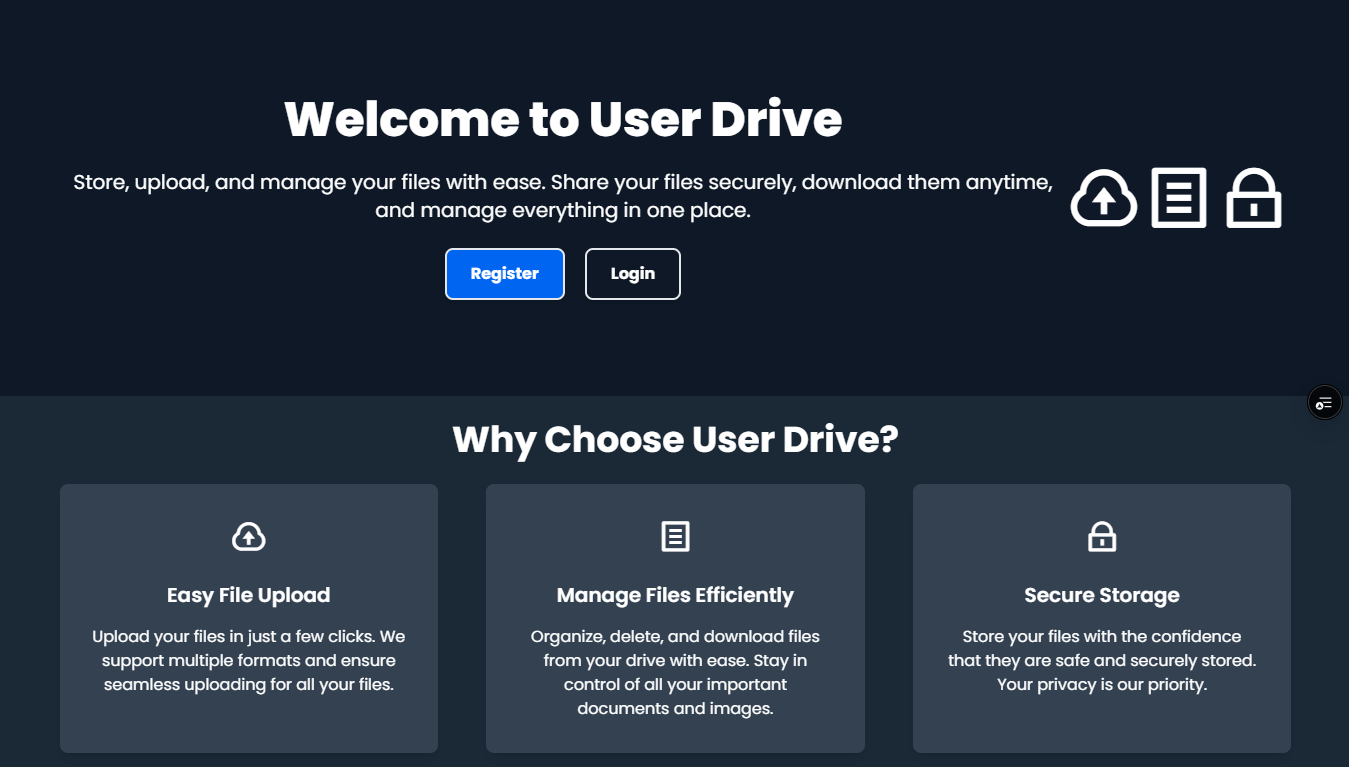 Welcome to User Drive
Store, upload, and manage your files with ease. Share your files securely, download them anytime,
and manage everything in one place.
Register
Login
Why Choose User Drive?
Easy File Upload
Upload your files in just a few clicks. We
support multiple formats and ensure
seamless uploading for all your files.
Manage Files Efficiently
Organize, delete, and download files
from your drive with ease. Stay in
control of all your important
documents and images.
Secure Storage
Store your files with the confidence
that they are safe and securely stored.
Your privacy is our priority.